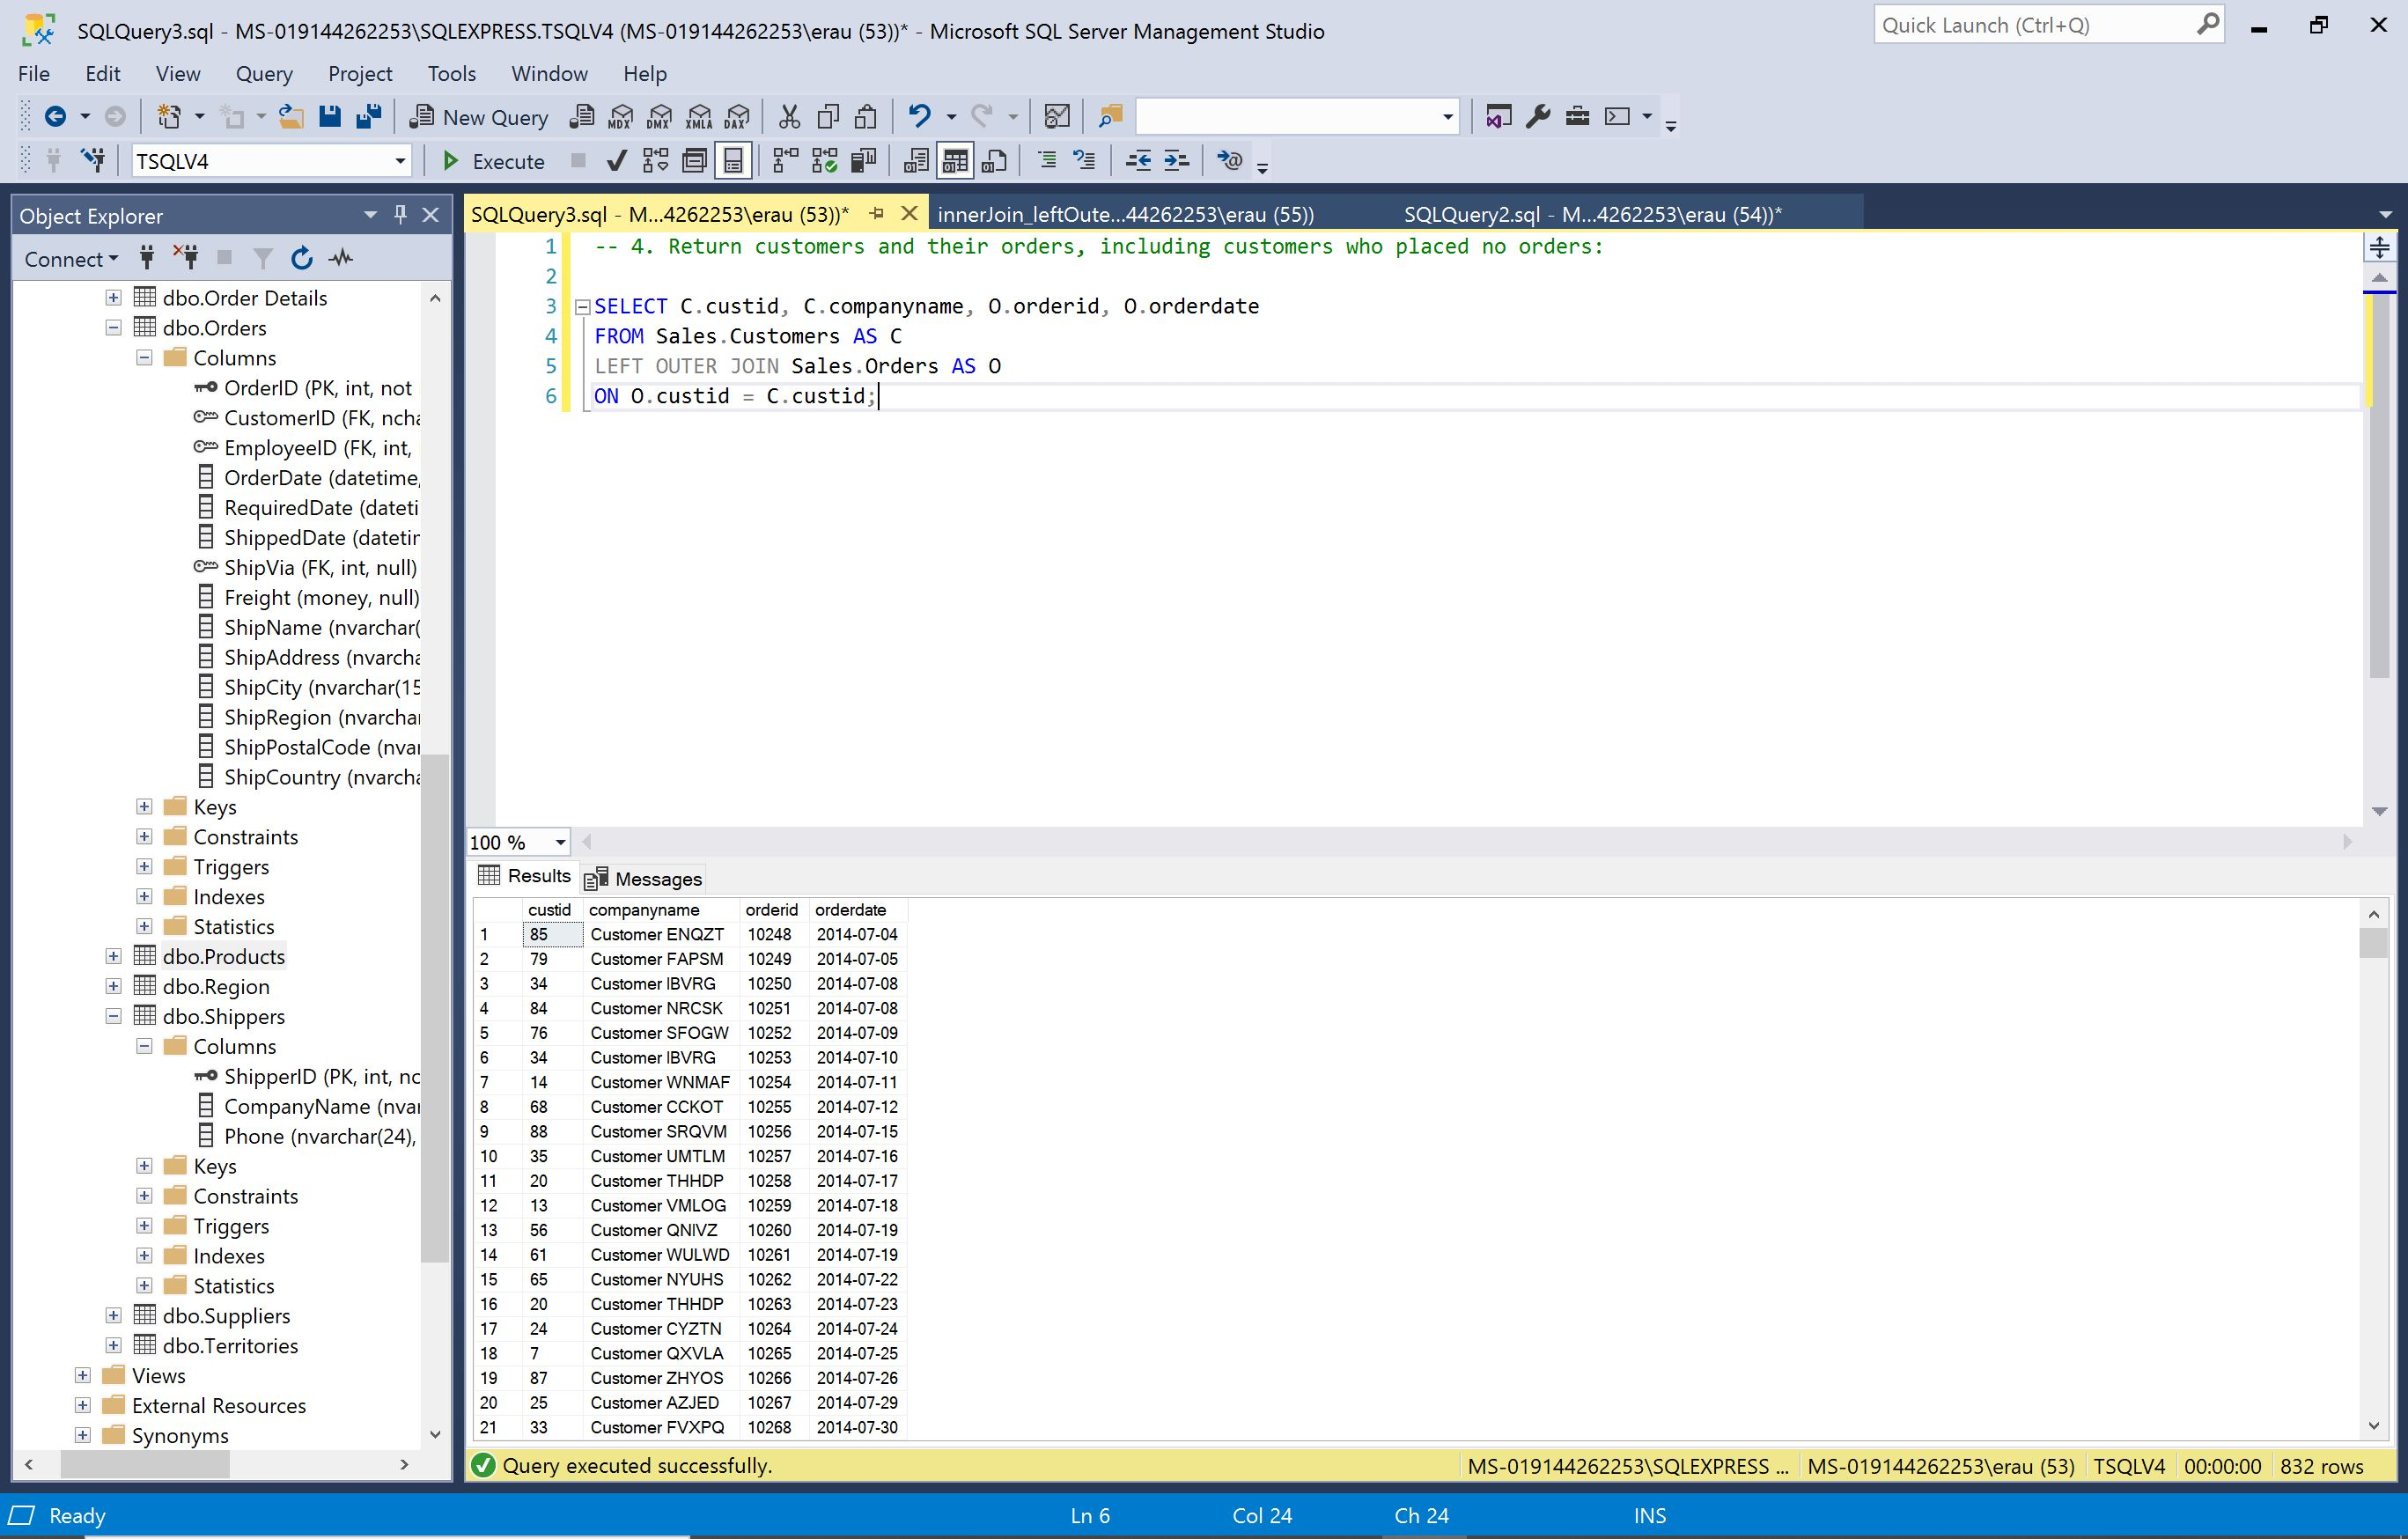 SQLQuery3.sql - MS-019144262253\SQLEXPRESS.TSQLV4 (MS-019144262253\erau (53))* - Microsoft SQL Server Management Studio
Quick Launch (Ctrl+Q)
File Edit View Query Project Tools Window Help
New Query MDX DMX XMLA DAX
TSQLV4 Execute
Object Explorer
Connect
dbo.Order Details
dbo.Orders
Columns
OrderID (PK, int, not
CustomerID (FK, ncha
EmployeeID (FK, int,
OrderDate (datetime,
RequiredDate (dateti
ShippedDate (datetin
ShipVia (FK, int, null)
Freight (money, null)
ShipName (nvarchar(
ShipAddress (nvarcha
ShipCity (nvarchar(15
ShipRegion (nvarchar
ShipPostalCode (nvar
ShipCountry (nvarcha
Keys
Constraints
Triggers
Indexes
Statistics
dbo.Products
dbo.Region
dbo.Shippers
Columns
ShipperID (PK, int, no
CompanyName (nvar
Phone (nvarchar(24),
Keys
Constraints
Triggers
Indexes
Statistics
dbo.Suppliers
dbo.Territories
Views
External Resources
Synonyms
SQLQuery3.sql - M...4262253\erau (53))* innerJoin_leftOute...44262253\erau (55)) SQLQuery2.sql - M...4262253\erau (54))*
1 -- 4. Return customers and their orders, including customers who placed no orders:
2
3 SELECT C.custid, C.companyname, O.orderid, O.orderdate
4 FROM Sales.Customers AS C
5 LEFT OUTER JOIN Sales.Orders AS O
6 ON O.custid = C.custid;
100 %
Results Messages
custid companyname orderid orderdate
1 85 Customer ENQZT 10248 2014-07-04
2 79 Customer FAPSM 10249 2014-07-05
3 34 Customer IBVRG 10250 2014-07-08
4 84 Customer NRCSK 10251 2014-07-08
5 76 Customer SFOGW 10252 2014-07-09
6 34 Customer IBVRG 10253 2014-07-10
7 14 Customer WNMAF 10254 2014-07-11
8 68 Customer CCKOT 10255 2014-07-12
9 88 Customer SRQVM 10256 2014-07-15
10 35 Customer UMTLM 10257 2014-07-16
11 20 Customer THHDP 10258 2014-07-17
12 13 Customer VMLOG 10259 2014-07-18
13 56 Customer QNIVZ 10260 2014-07-19
14 61 Customer WULWD 10261 2014-07-19
15 65 Customer NYUHS 10262 2014-07-22
16 20 Customer THHDP 10263 2014-07-23
17 24 Customer CYZTN 10264 2014-07-24
18 7 Customer QXVLA 10265 2014-07-25
19 87 Customer ZHYOS 10266 2014-07-26
20 25 Customer AZJED 10267 2014-07-29
21 33 Customer FVXPQ 10268 2014-07-30
Query executed successfully. MS-019144262253\SQLEXPRESS ... MS-019144262253\erau (53) TSQLV4 00:00:00 832 rows
Ready Ln 6 Col 24 Ch 24 INS